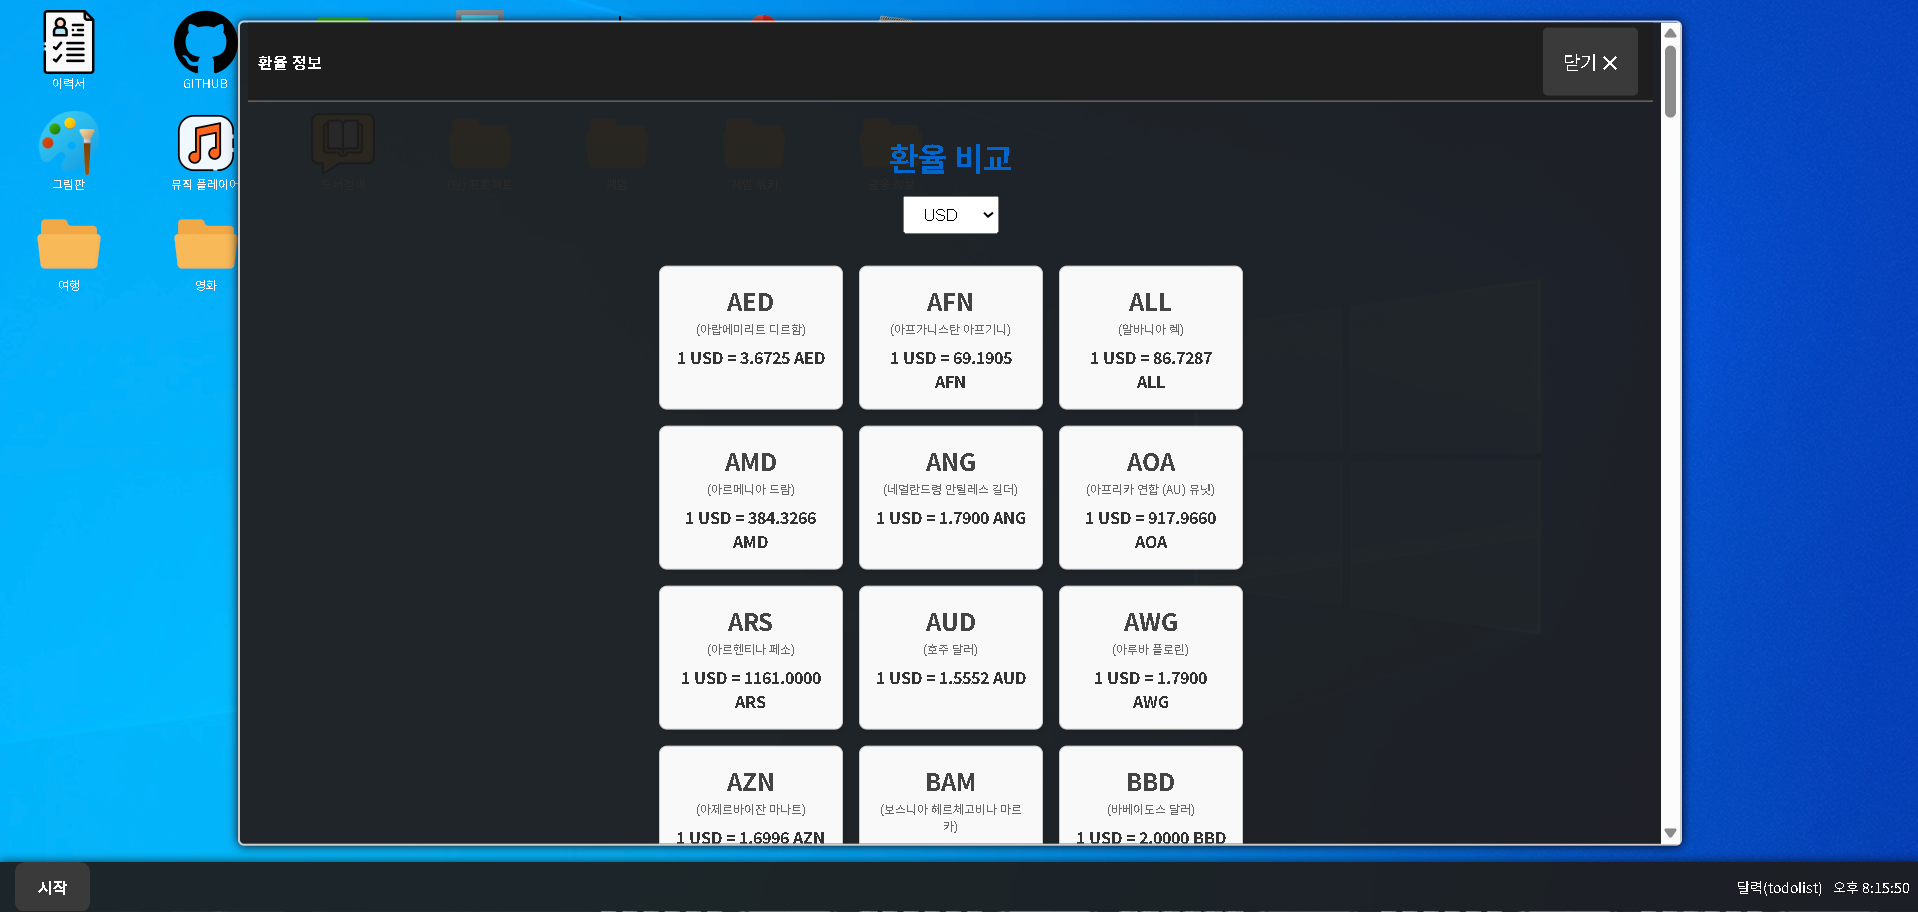 이력서
GITHUB
그림판
뮤직 플레이어
여행
영화
환율 정보
닫기 ✕
환율 비교
USD
AED
(아랍에미리트 디르함)
1 USD = 3.6725 AED
AFN
(아프가니스탄 아프기니)
1 USD = 69.1905
AFN
ALL
(알바니아 렉)
1 USD = 86.7287
ALL
AMD
(아르메니아 드람)
1 USD = 384.3266
AMD
ANG
(네덜란드령 안틸레스 길더)
1 USD = 1.7900 ANG
AOA
(아프리카 연합 (AU) 유닛)
1 USD = 917.9660
AOA
ARS
(아르헨티나 페소)
1 USD = 1161.0000
ARS
AUD
(호주 달러)
1 USD = 1.5552 AUD
AWG
(아루바 플로린)
1 USD = 1.7900
AWG
AZN
(아제르바이잔 마나트)
1 USD = 1.6996 AZN
BAM
(보스니아 헤르체고비나 마르
카)
BBD
(바베이도스 달러)
1 USD = 2.0000 BBD
시작
달력(todolist) 오후 8:15:50